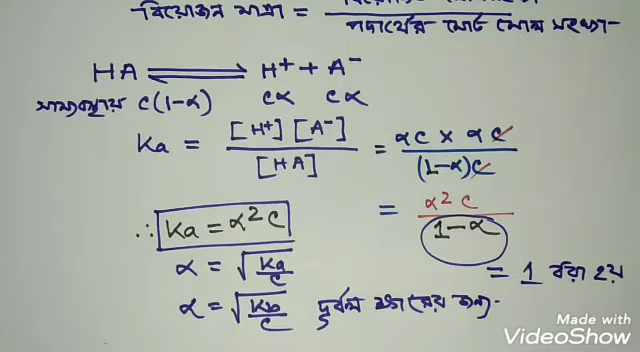 বিয়োজন মাত্রা =
পদার্থের মোট মোল সংখ্যা
HA ⇌ H⁺ + A⁻
সাম্যাবস্থায় c(1-α) cα cα
Ka = [H⁺] [A⁻] / [HA] = αc × αc / (1-α)c
∴ Ka = α²c = α²c / 1-α
α = √Ka/c = 1 ধরা হয়
α = √Kb/c দুর্বল ক্ষারের জন্য
Made with
VideoShow